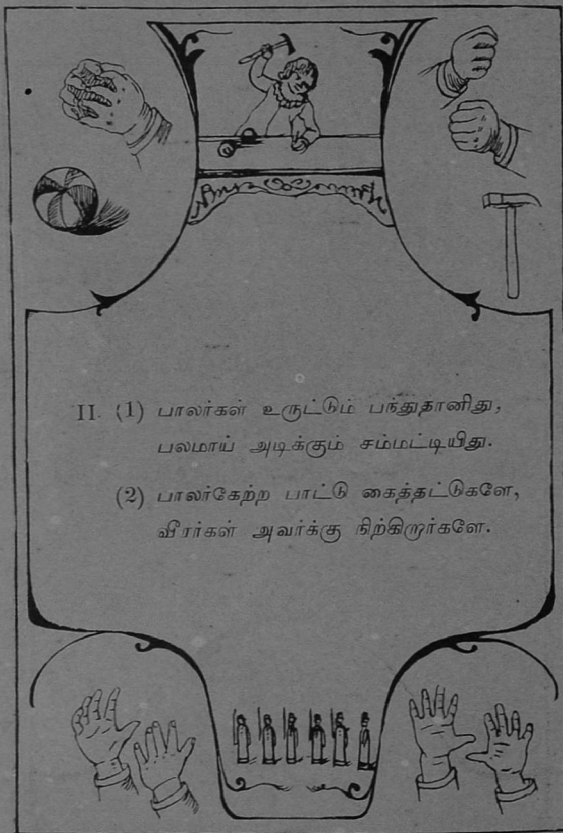 II. (1) பாலர்கள் உருட்டும் பந்துதானிது,
பலமாய் அடிக்கும் சம்மட்டியிது.
(2) பாலர்கேற்ற பாட்டு கைத்தட்டுகளே,
வீரர்கள் அவர்க்கு நிற்கிறார்களே.